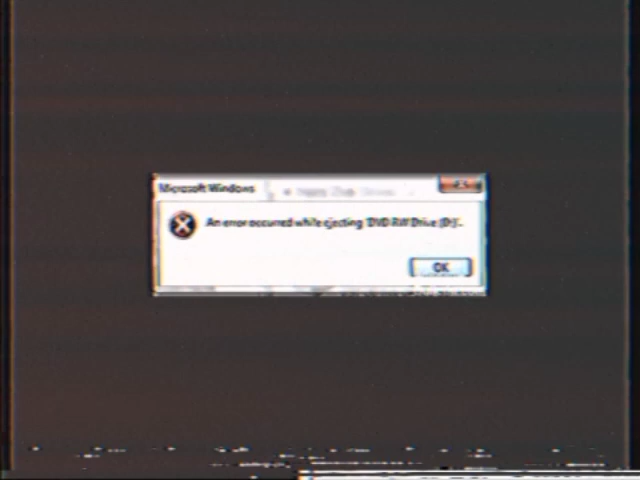 Microsoft Windows
An error occurred while ejecting 'DVD RW Drive (D:)'.
OK